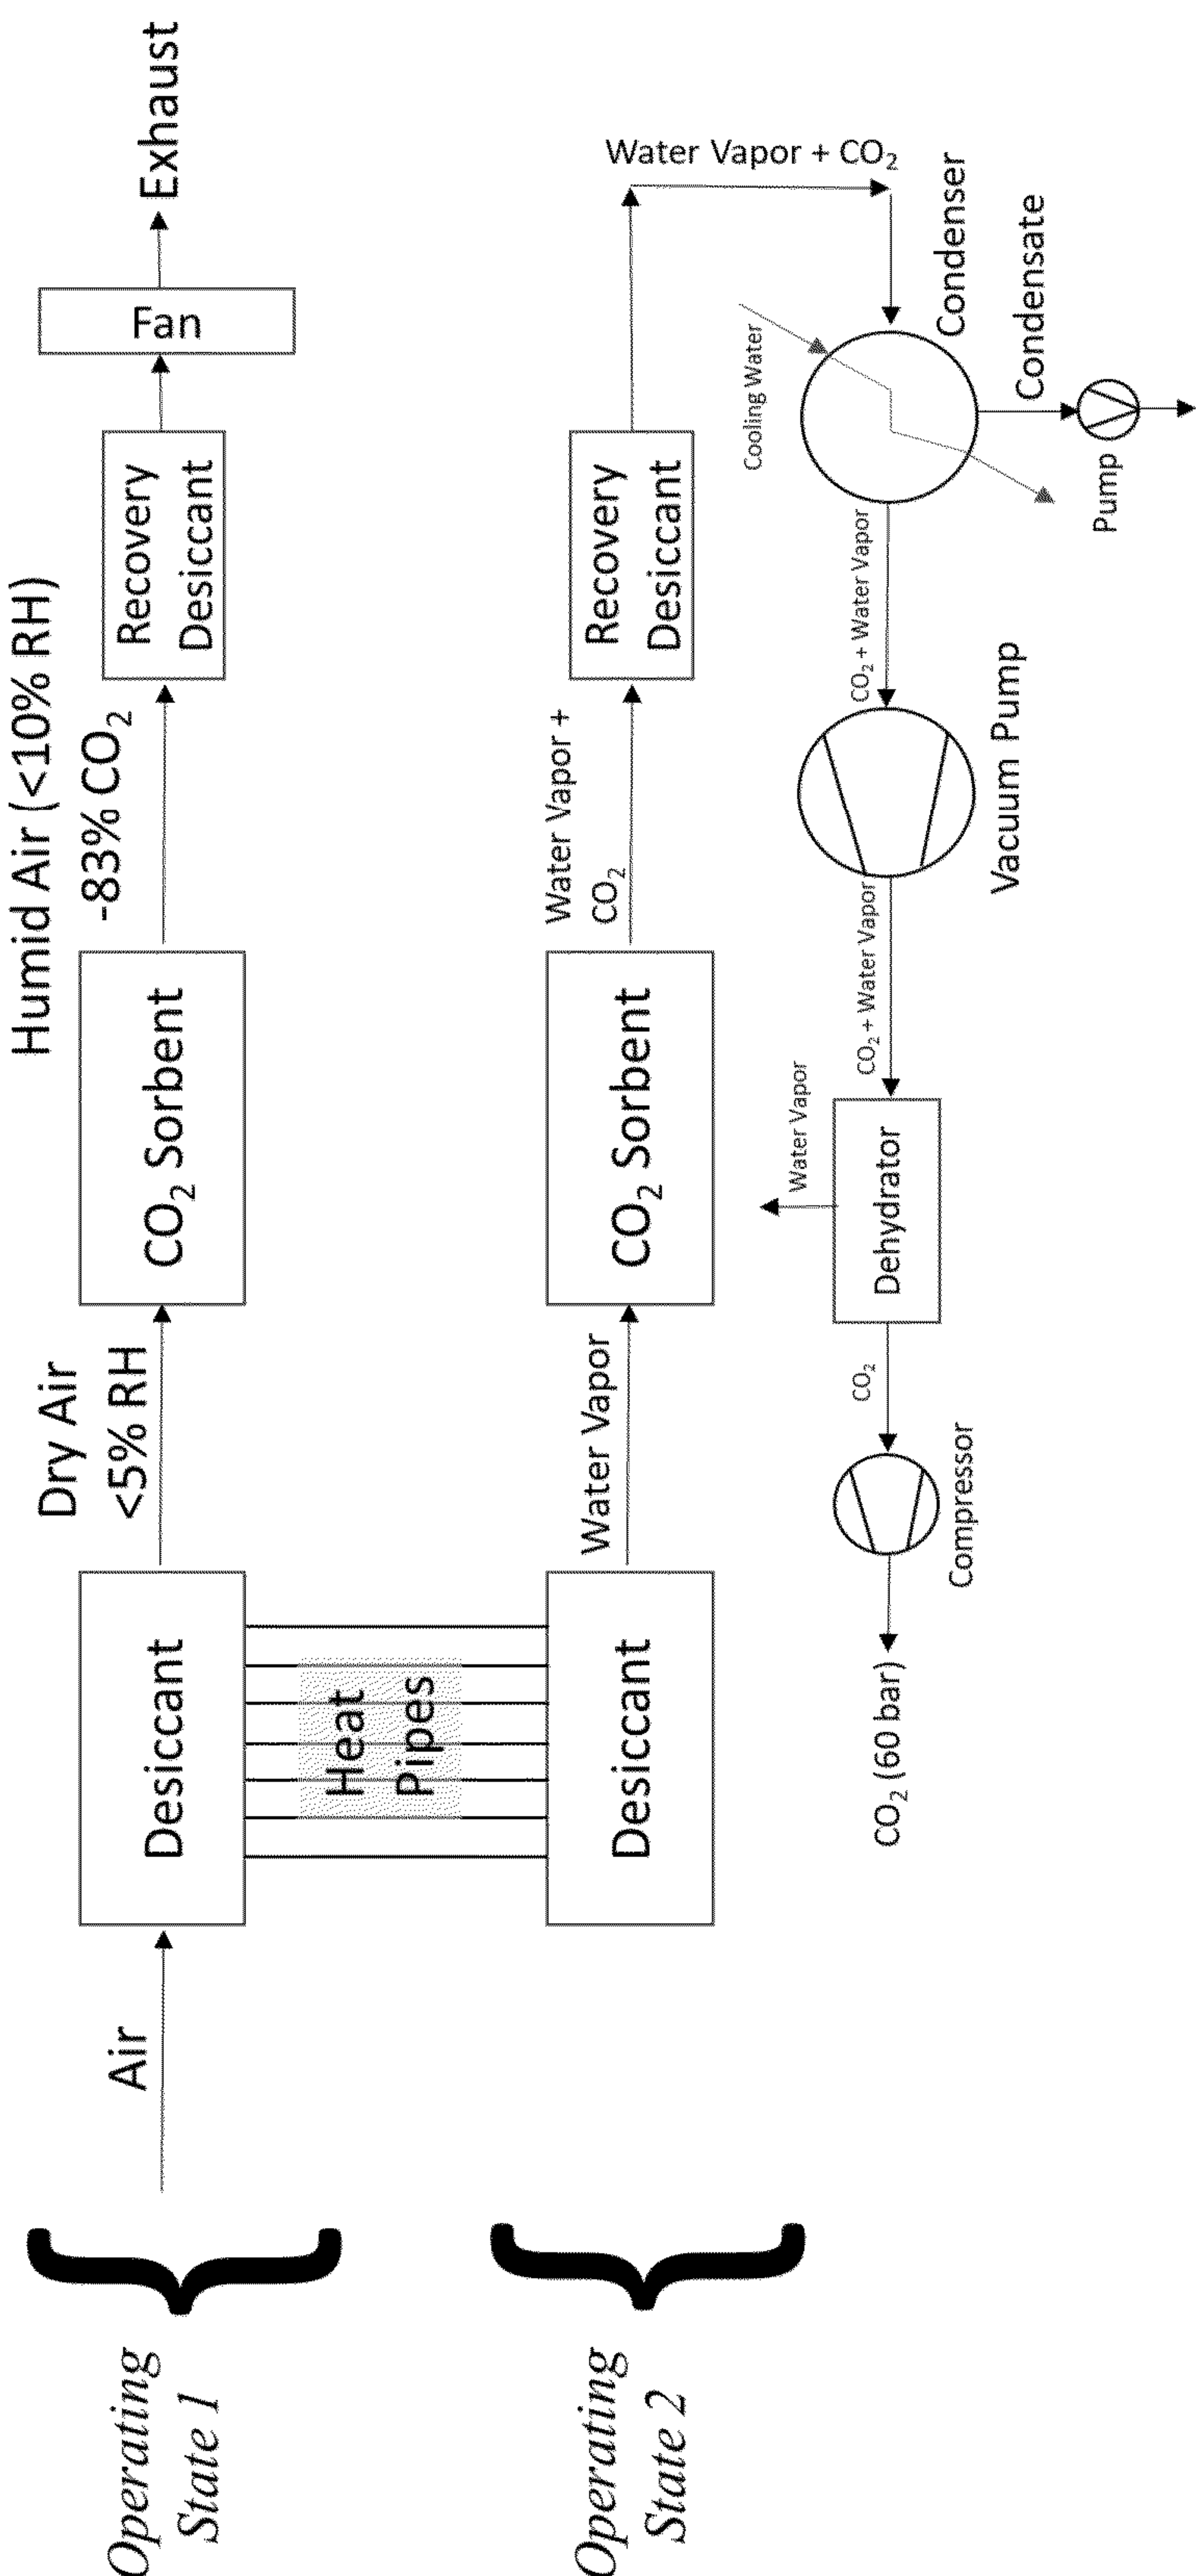 Operating
State 1
Air
Desiccant
Dry Air
<5% RH
CO₂ Sorbent
Humid Air (<10% RH)
-83% CO₂
Recovery
Desiccant
Fan
Exhaust
Heat
Pipes
Operating
State 2
Desiccant
Water Vapor
CO₂ Sorbent
Water Vapor +
CO₂
Recovery
Desiccant
Water Vapor + CO₂
Cooling Water
Condenser
Condensate
Pump
CO₂ + Water Vapor
Vacuum Pump
CO₂ + Water Vapor
Water Vapor
Dehydrator
CO₂
Compressor
CO₂ (60 bar)